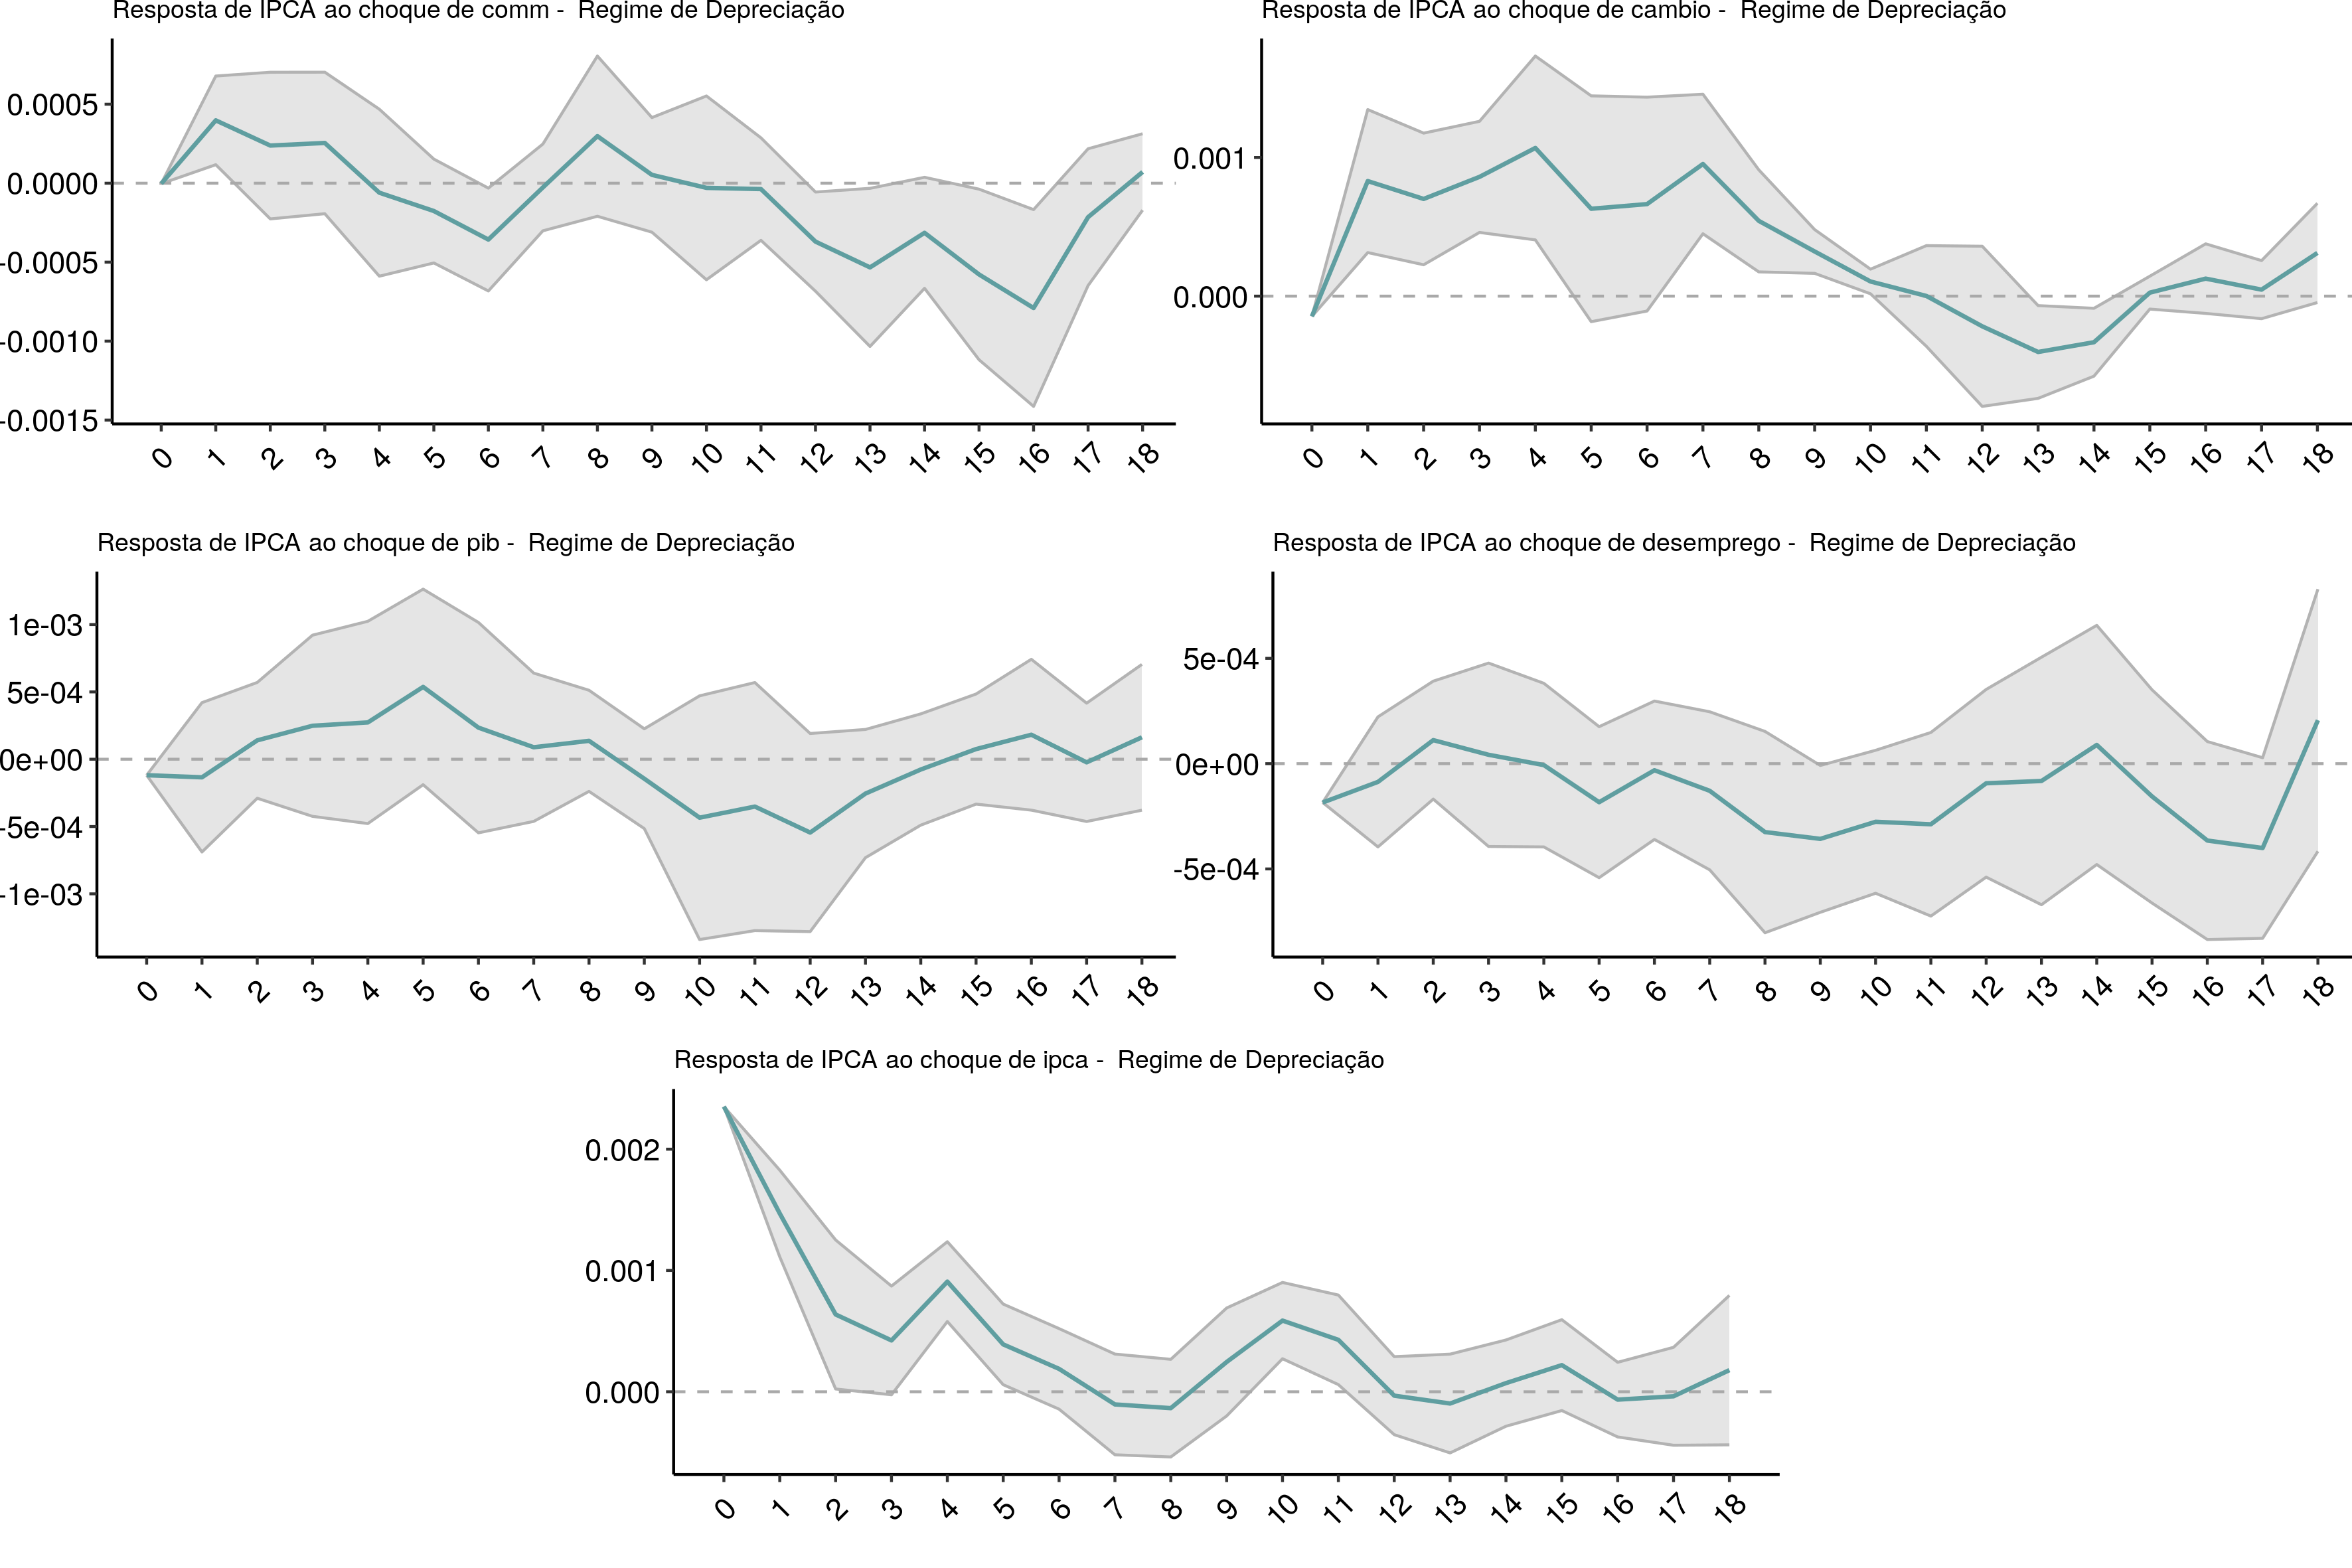 Resposta de IPCA ao choque de comm -  Regime de Depreciação
0.0005
0.0000
-0.0005
-0.0010
-0.0015
0 1 2 3 4 5 6 7 8 9 10 11 12 13 14 15 16 17 18
Resposta de IPCA ao choque de cambio -  Regime de Depreciação
0.001
0.000
0 1 2 3 4 5 6 7 8 9 10 11 12 13 14 15 16 17 18
Resposta de IPCA ao choque de pib -  Regime de Depreciação
1e-03
5e-04
0e+00
-5e-04
-1e-03
0 1 2 3 4 5 6 7 8 9 10 11 12 13 14 15 16 17 18
Resposta de IPCA ao choque de desemprego -  Regime de Depreciação
5e-04
0e+00
-5e-04
0 1 2 3 4 5 6 7 8 9 10 11 12 13 14 15 16 17 18
Resposta de IPCA ao choque de ipca -  Regime de Depreciação
0.002
0.001
0.000
0 1 2 3 4 5 6 7 8 9 10 11 12 13 14 15 16 17 18